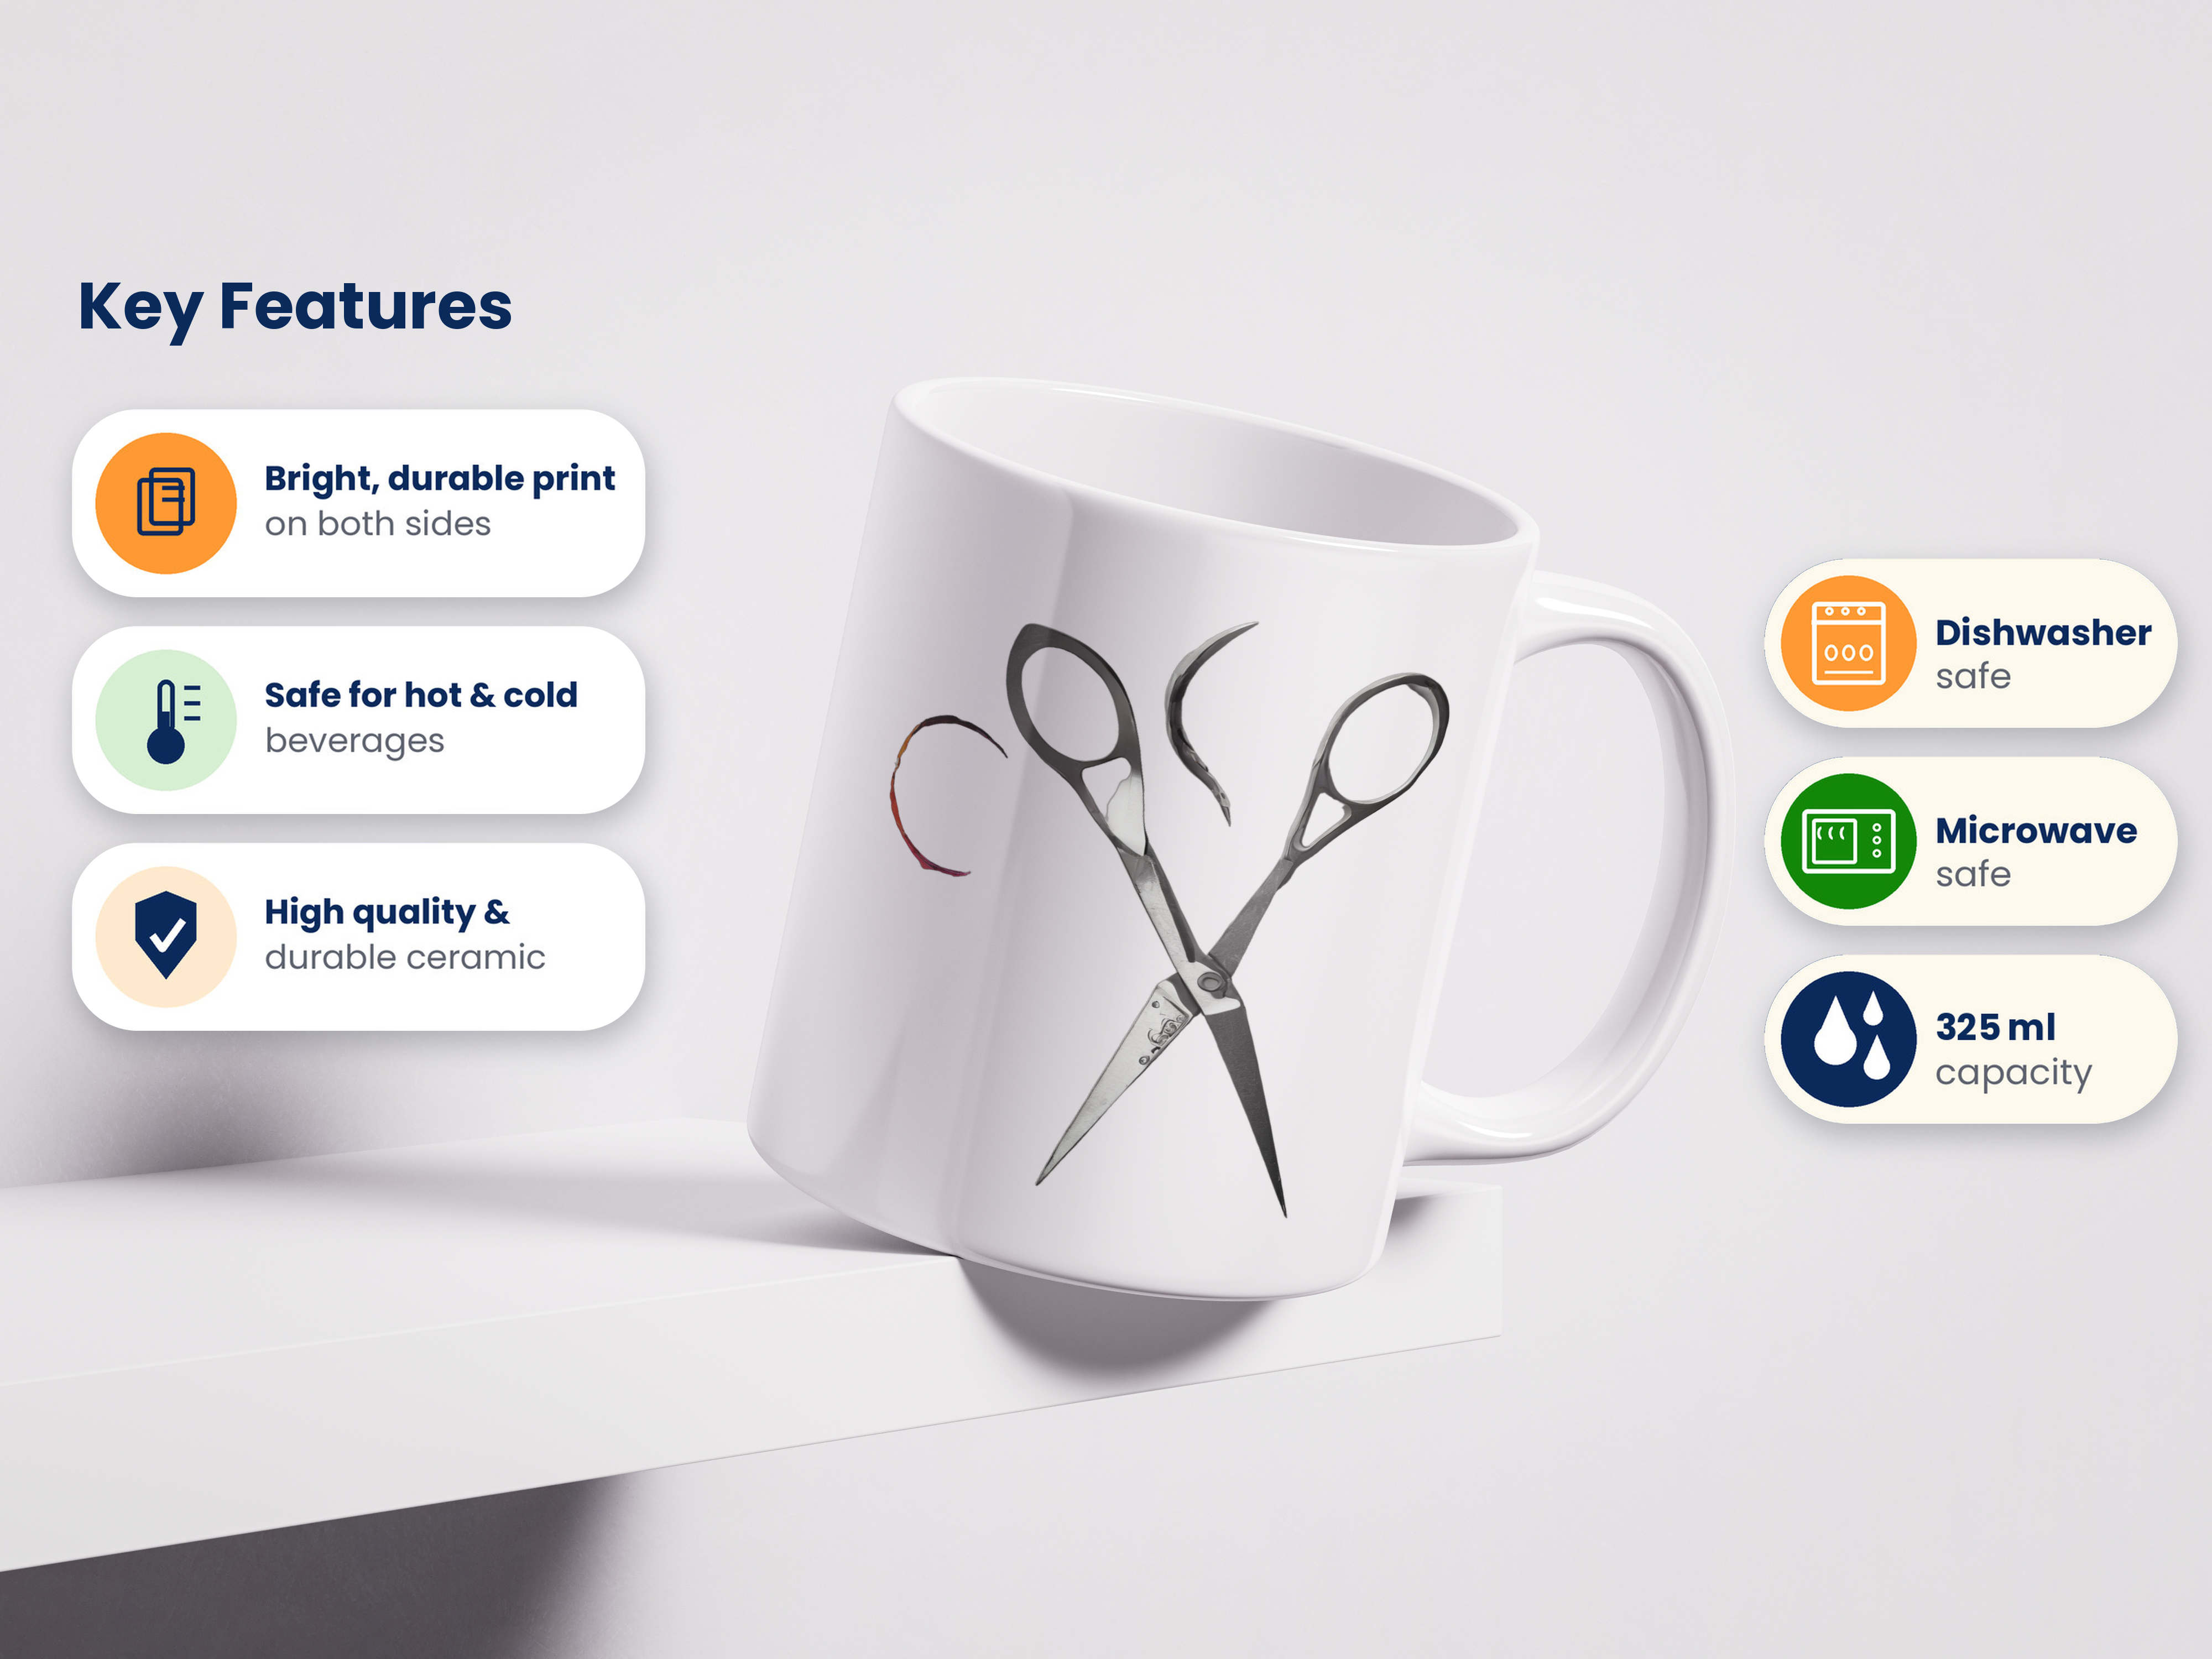 Key Features
Bright, durable print
on both sides
Safe for hot & cold
beverages
High quality &
durable ceramic
Dishwasher
safe
Microwave
safe
325 ml
capacity